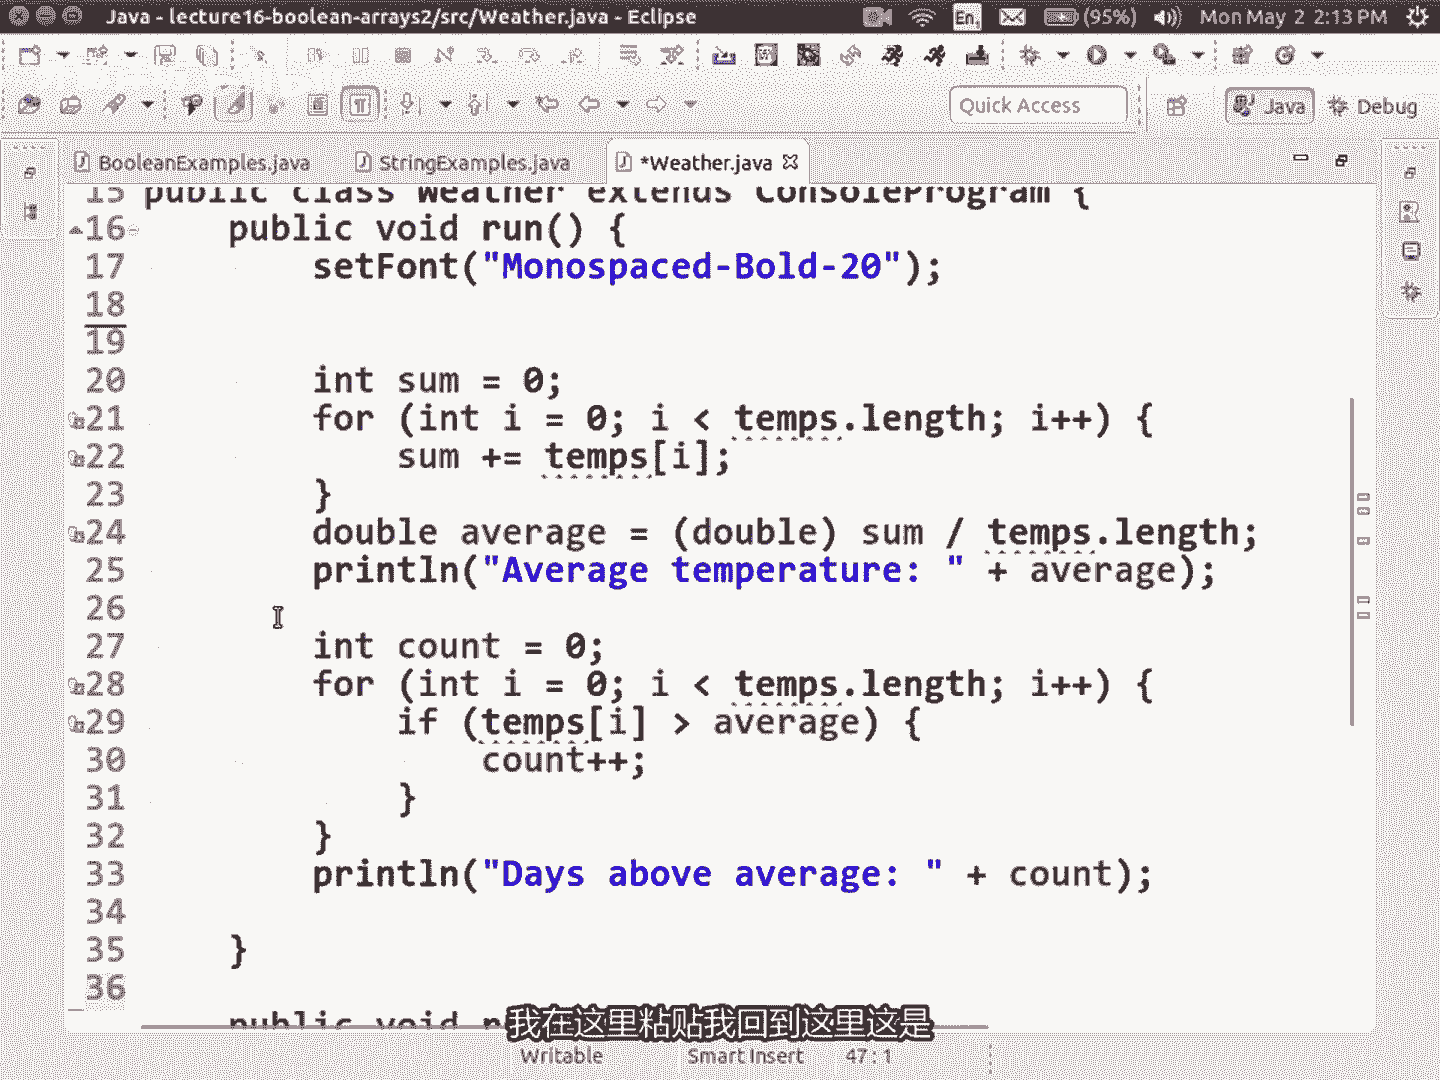 Java - lecture16-boolean-arrays2/src/Weather.java - Eclipse
En
(95%)
Mon May 2 2:13 PM
Quick Access
Java
Debug
BooleanExamples.java
StringExamples.java
*Weather.java
15 public class Weather extends ConsoleProgram {
16 public void run() {
17 setFont("Monospaced-Bold-20");
18
19
20 int sum = 0;
21 for (int i = 0; i < temps.length; i++) {
22 sum += temps[i];
23 }
24 double average = (double) sum / temps.length;
25 println("Average temperature: " + average);
26
27 int count = 0;
28 for (int i = 0; i < temps.length; i++) {
29 if (temps[i] > average) {
30 count++;
31 }
32 }
33 println("Days above average: " + count);
34
35 }
36
public void
我在这里粘贴我回到这里这是
Writable
Smart Insert
47 : 1